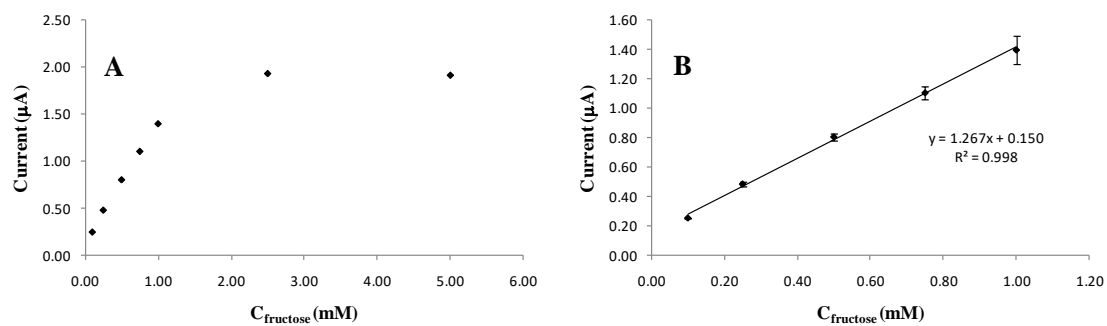 A
Current (µA)
2.50
2.00
1.50
1.00
0.50
0.00
0.00 1.00 2.00 3.00 4.00 5.00 6.00
C fructose (mM)
B
Current (µA)
1.60
1.40
1.20
1.00
0.80
0.60
0.40
0.20
0.00
y = 1.267x + 0.150
R² = 0.998
0.00 0.20 0.40 0.60 0.80 1.00 1.20
C fructose (mM)